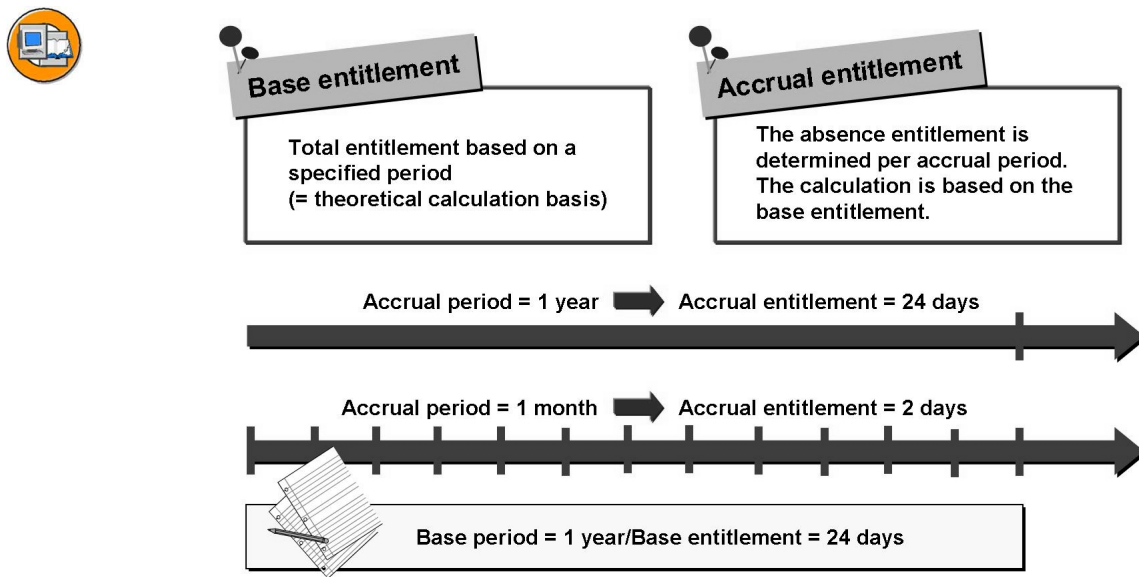 Base entitlement
Total entitlement based on a
specified period
(= theoretical calculation basis)
Accrual entitlement
The absence entitlement is
determined per accrual period.
The calculation is based on the
base entitlement.
Accrual period = 1 year Accrual entitlement = 24 days
Accrual period = 1 month Accrual entitlement = 2 days
Base period = 1 year/Base entitlement = 24 days